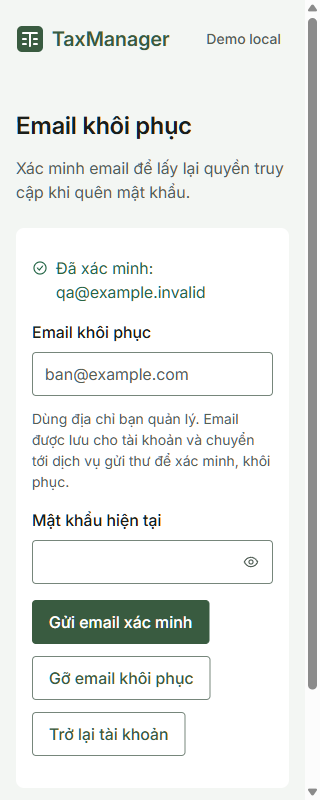 TaxManager
Demo local
Email khôi phục
Xác minh email để lấy lại quyền truy
cập khi quên mật khẩu.
Đã xác minh:
qa@example.invalid
Email khôi phục
ban@example.com
Dùng địa chỉ bạn quản lý. Email
được lưu cho tài khoản và chuyển
tới dịch vụ gửi thư để xác minh, khôi
phục.
Mật khẩu hiện tại
Gửi email xác minh
Gỡ email khôi phục
Trở lại tài khoản